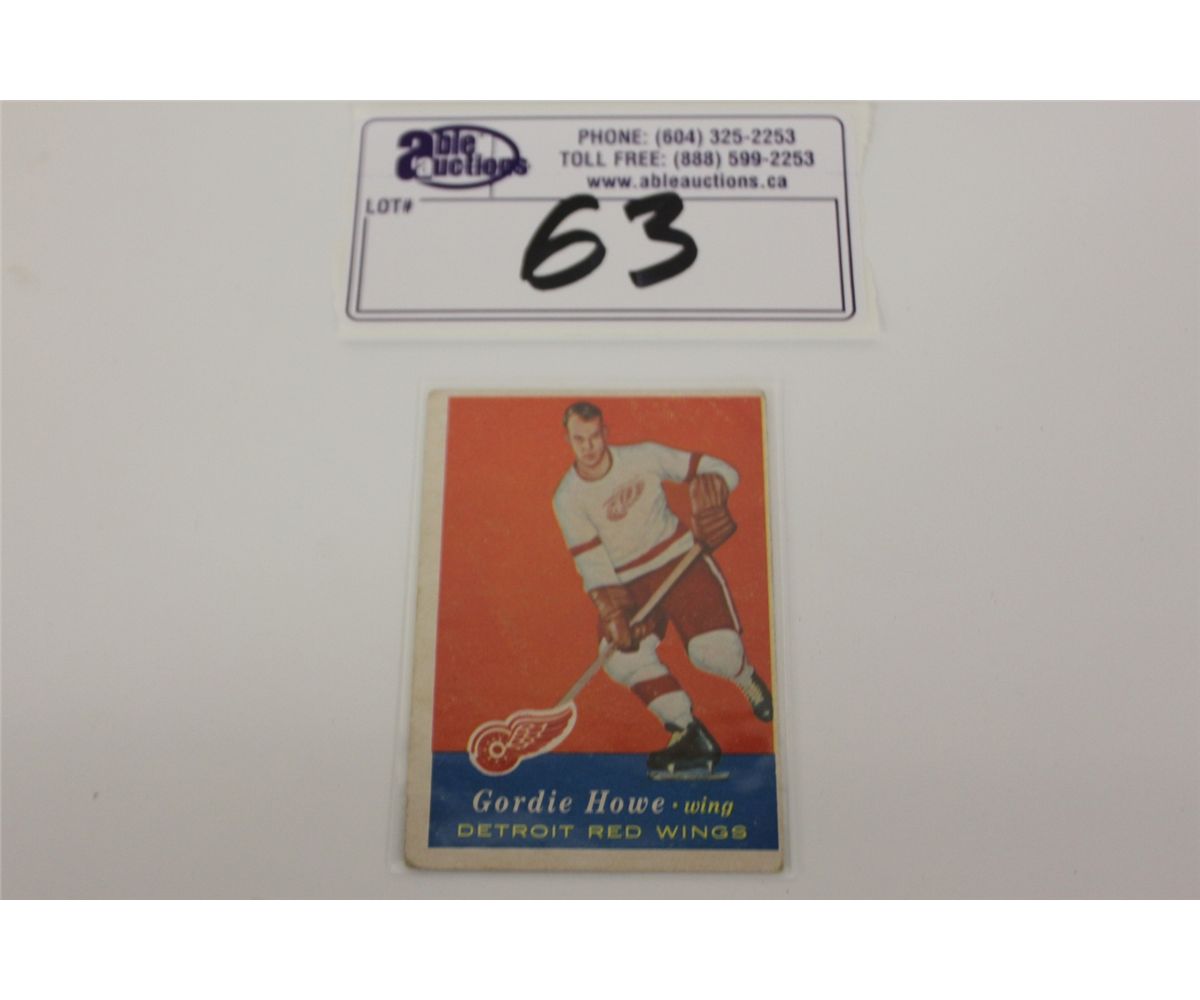 able
auctions
PHONE: (604) 325-2253
TOLL FREE: (888) 599-2253
www.ableauctions.ca
LOT#
63
Gordie Howe · wing
DETROIT RED WINGS